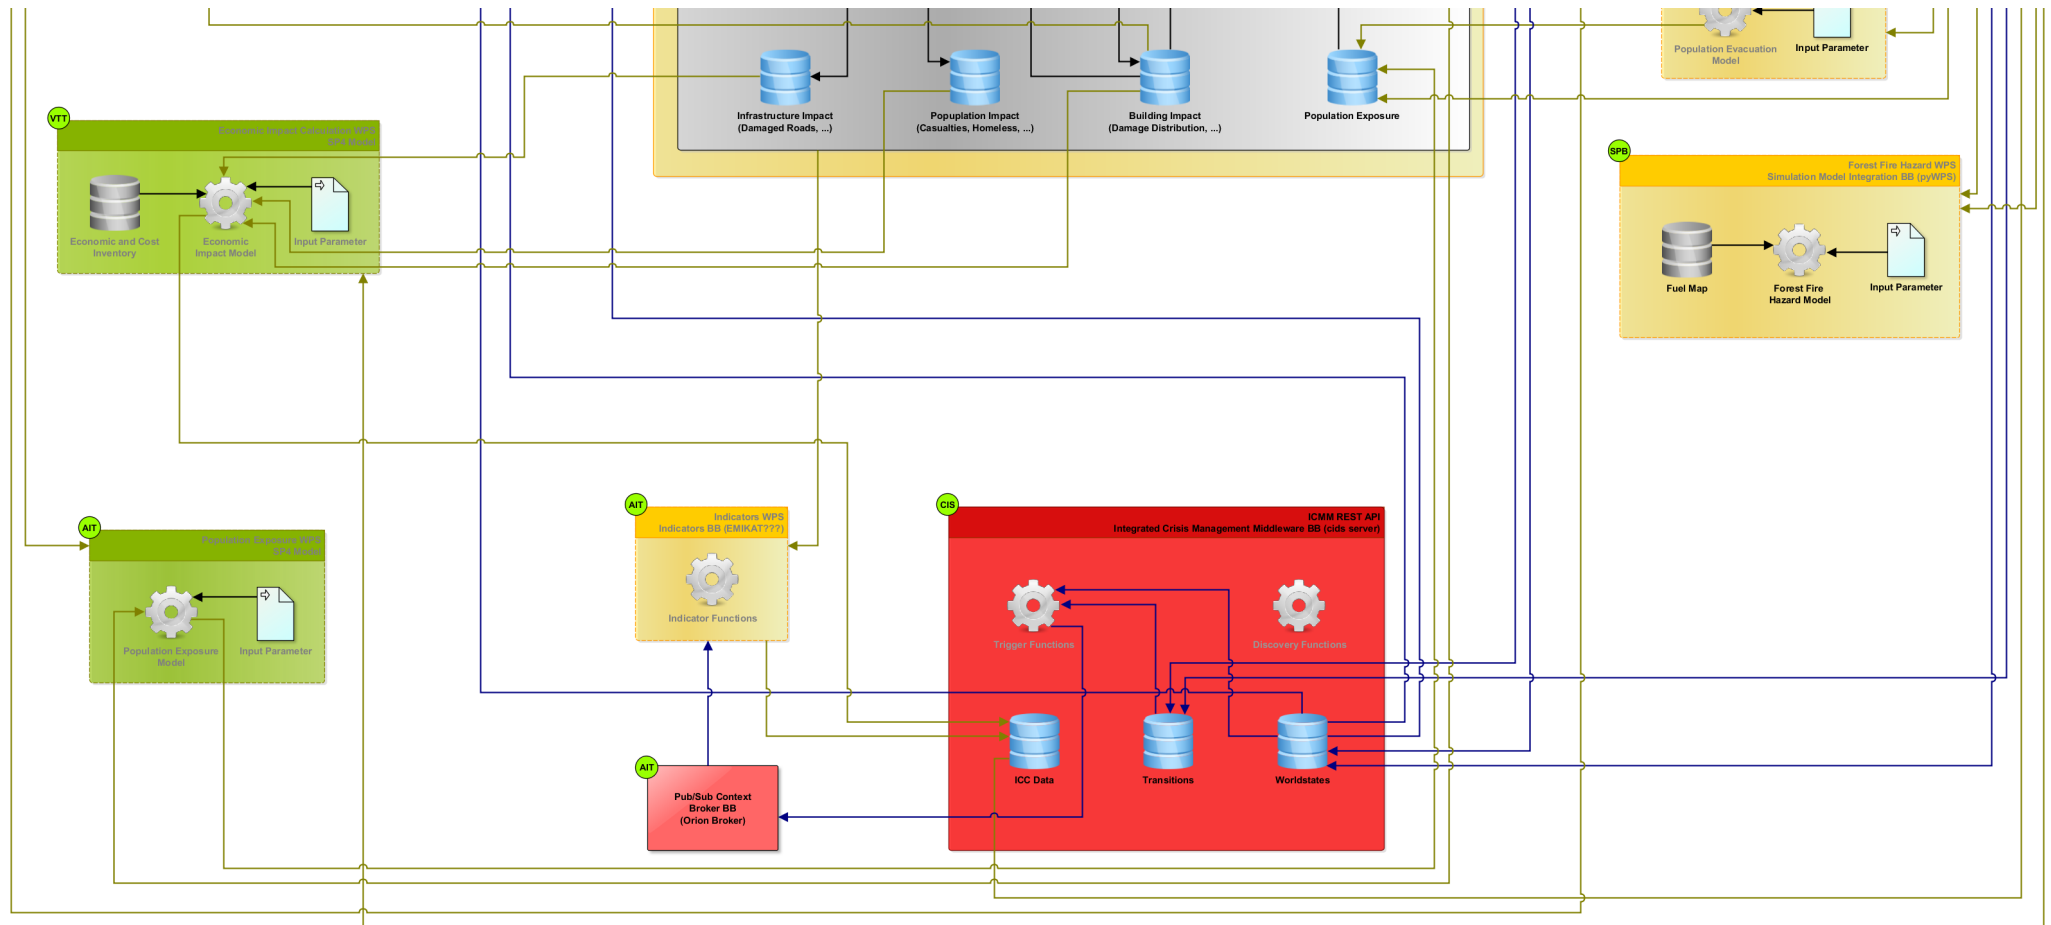 Population Evacuation
Model
Input Parameter
Infrastructure Impact
(Damaged Roads, ...)
Popuplation Impact
(Casualties, Homeless, ...)
Building Impact
(Damage Distribution, ...)
Population Exposure
VTT
Economic Impact Calculation WPS
SP4 Model
Economic and Cost
Inventory
Economic
Impact Model
Input Parameter
SPB
Forest Fire Hazard WPS
Simulation Model Integration BB (pyWPS)
Fuel Map
Forest Fire
Hazard Model
Input Parameter
AIT
Population Exposure WPS
SP4 Model
Population Exposure
Model
Input Parameter
AIT
Indicators WPS
Indicators BB (EMIKAT???)
Indicator Functions
CIS
ICMM REST API
Integrated Crisis Management Middleware BB (cids server)
Trigger Functions
Discovery Functions
ICC Data
Transitions
Worldstates
AIT
Pub/Sub Context
Broker BB
(Orion Broker)